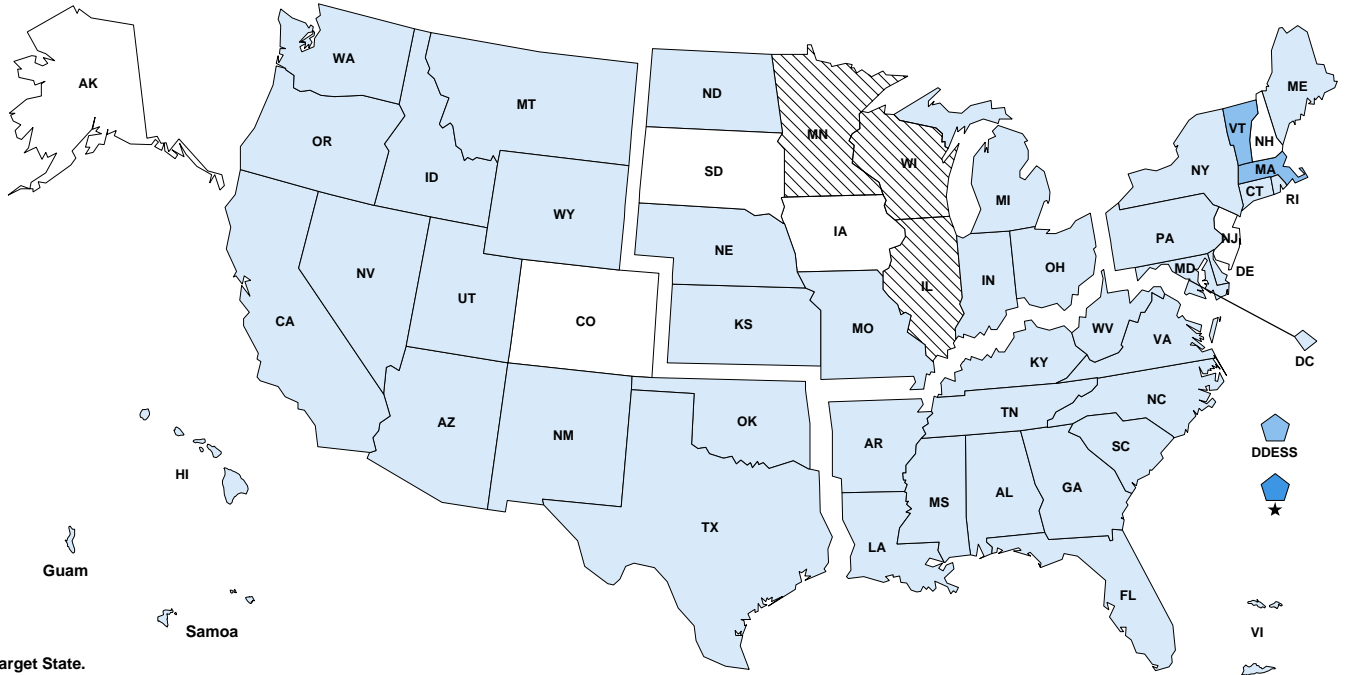 AK
WA
MT
ND
MN
ME
VT
NH
OR
ID
SD
WI
NY
MA
CT
RI
MI
WY
IA
PA
NJ
NE
OH
MD
DE
NV
UT
IN
IL
CA
CO
KS
MO
WV
VA
DC
KY
NC
AZ
NM
OK
TN
AR
SC
DDESS
HI
MS
AL
GA
TX
LA
Guam
FL
Samoa
VI
arget State.